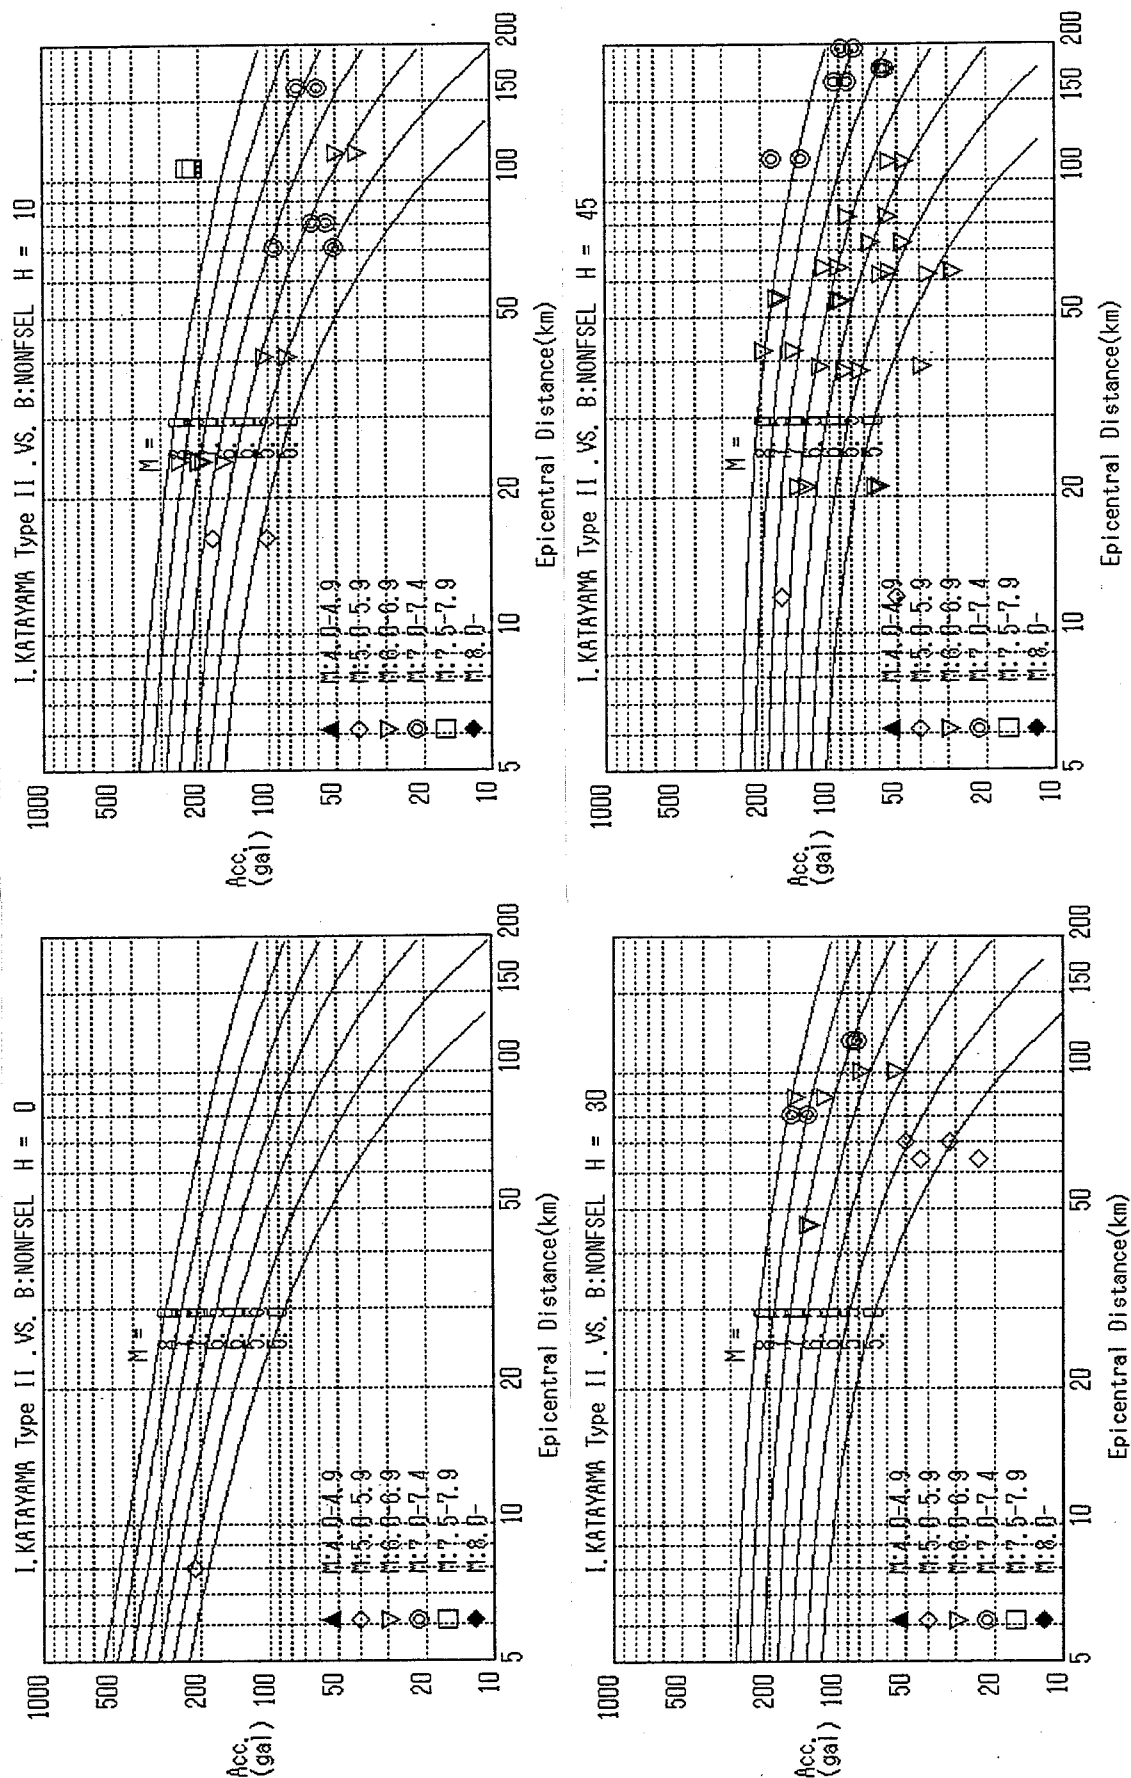 I.KATAYAMA Type II .VS. B:NONFSEL H = 0
Acc.
(gal)
1000
500
200
100
50
20
10
M =
M:4.0-4.9
M:5.0-5.9
M:6.0-6.9
M:7.0-7.4
M:7.5-7.9
M:8.0-
5 10 20 50 100 150 200
Epicentral Distance(km)
I.KATAYAMA Type II .VS. B:NONFSEL H = 10
Acc.
(gal)
1000
500
200
100
50
20
10
M =
M:4.0-4.9
M:5.0-5.9
M:6.0-6.9
M:7.0-7.4
M:7.5-7.9
M:8.0-
5 10 20 50 100 150 200
Epicentral Distance(km)
I.KATAYAMA Type II .VS. B:NONFSEL H = 30
Acc.
(gal)
1000
500
200
100
50
20
10
M =
M:4.0-4.9
M:5.0-5.9
M:6.0-6.9
M:7.0-7.4
M:7.5-7.9
M:8.0-
5 10 20 50 100 150 200
Epicentral Distance(km)
I.KATAYAMA Type II .VS. B:NONFSEL H = 45
Acc.
(gal)
1000
500
200
100
50
20
10
M =
M:4.0-4.9
M:5.0-5.9
M:6.0-6.9
M:7.0-7.4
M:7.5-7.9
M:8.0-
5 10 20 50 100 150 200
Epicentral Distance(km)